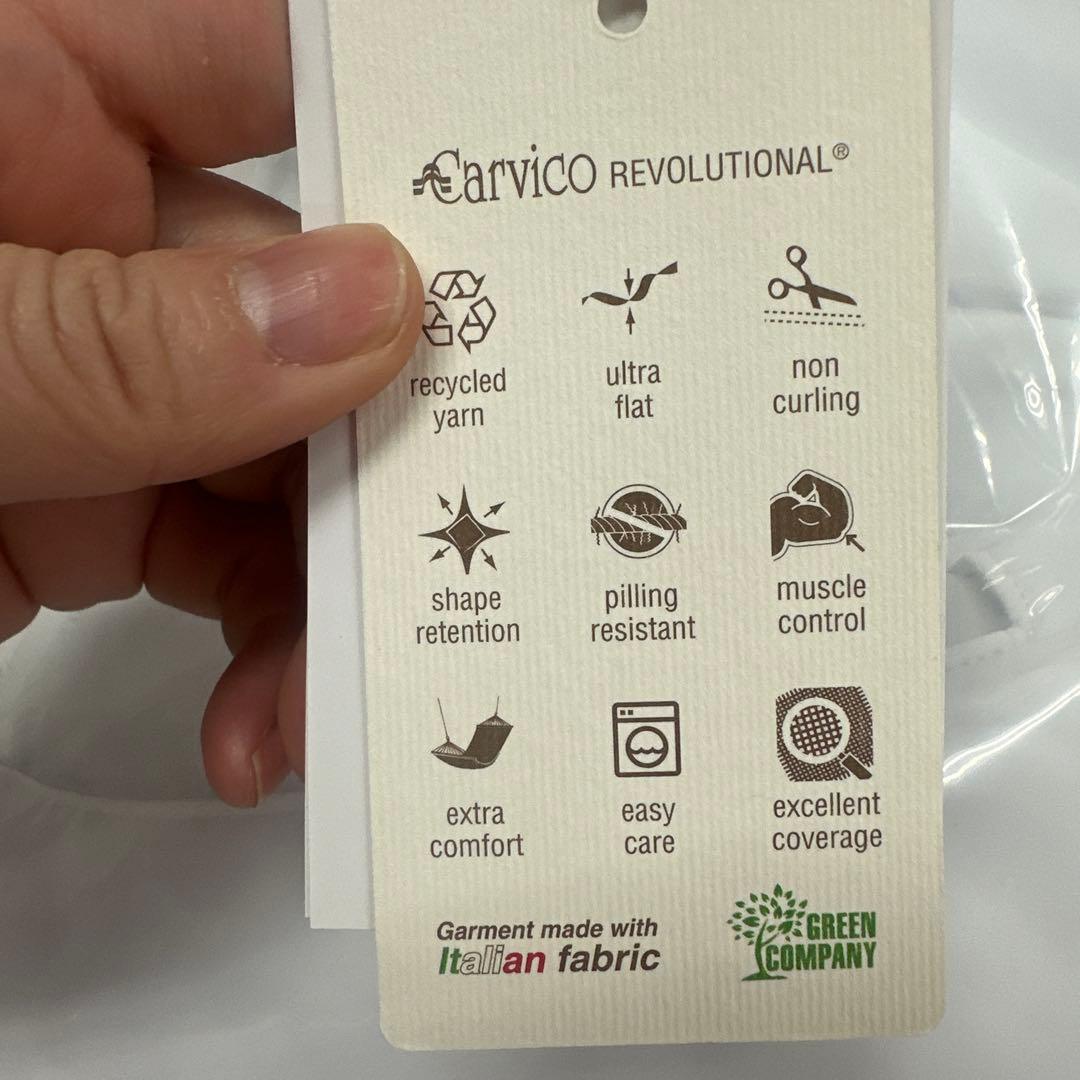 Carvico REVOLUTIONAL®
recycled
yarn
ultra
flat
non
curling
shape
retention
pilling
resistant
muscle
control
extra
comfort
easy
care
excellent
coverage
Garment made with
Italian fabric
GREEN
COMPANY